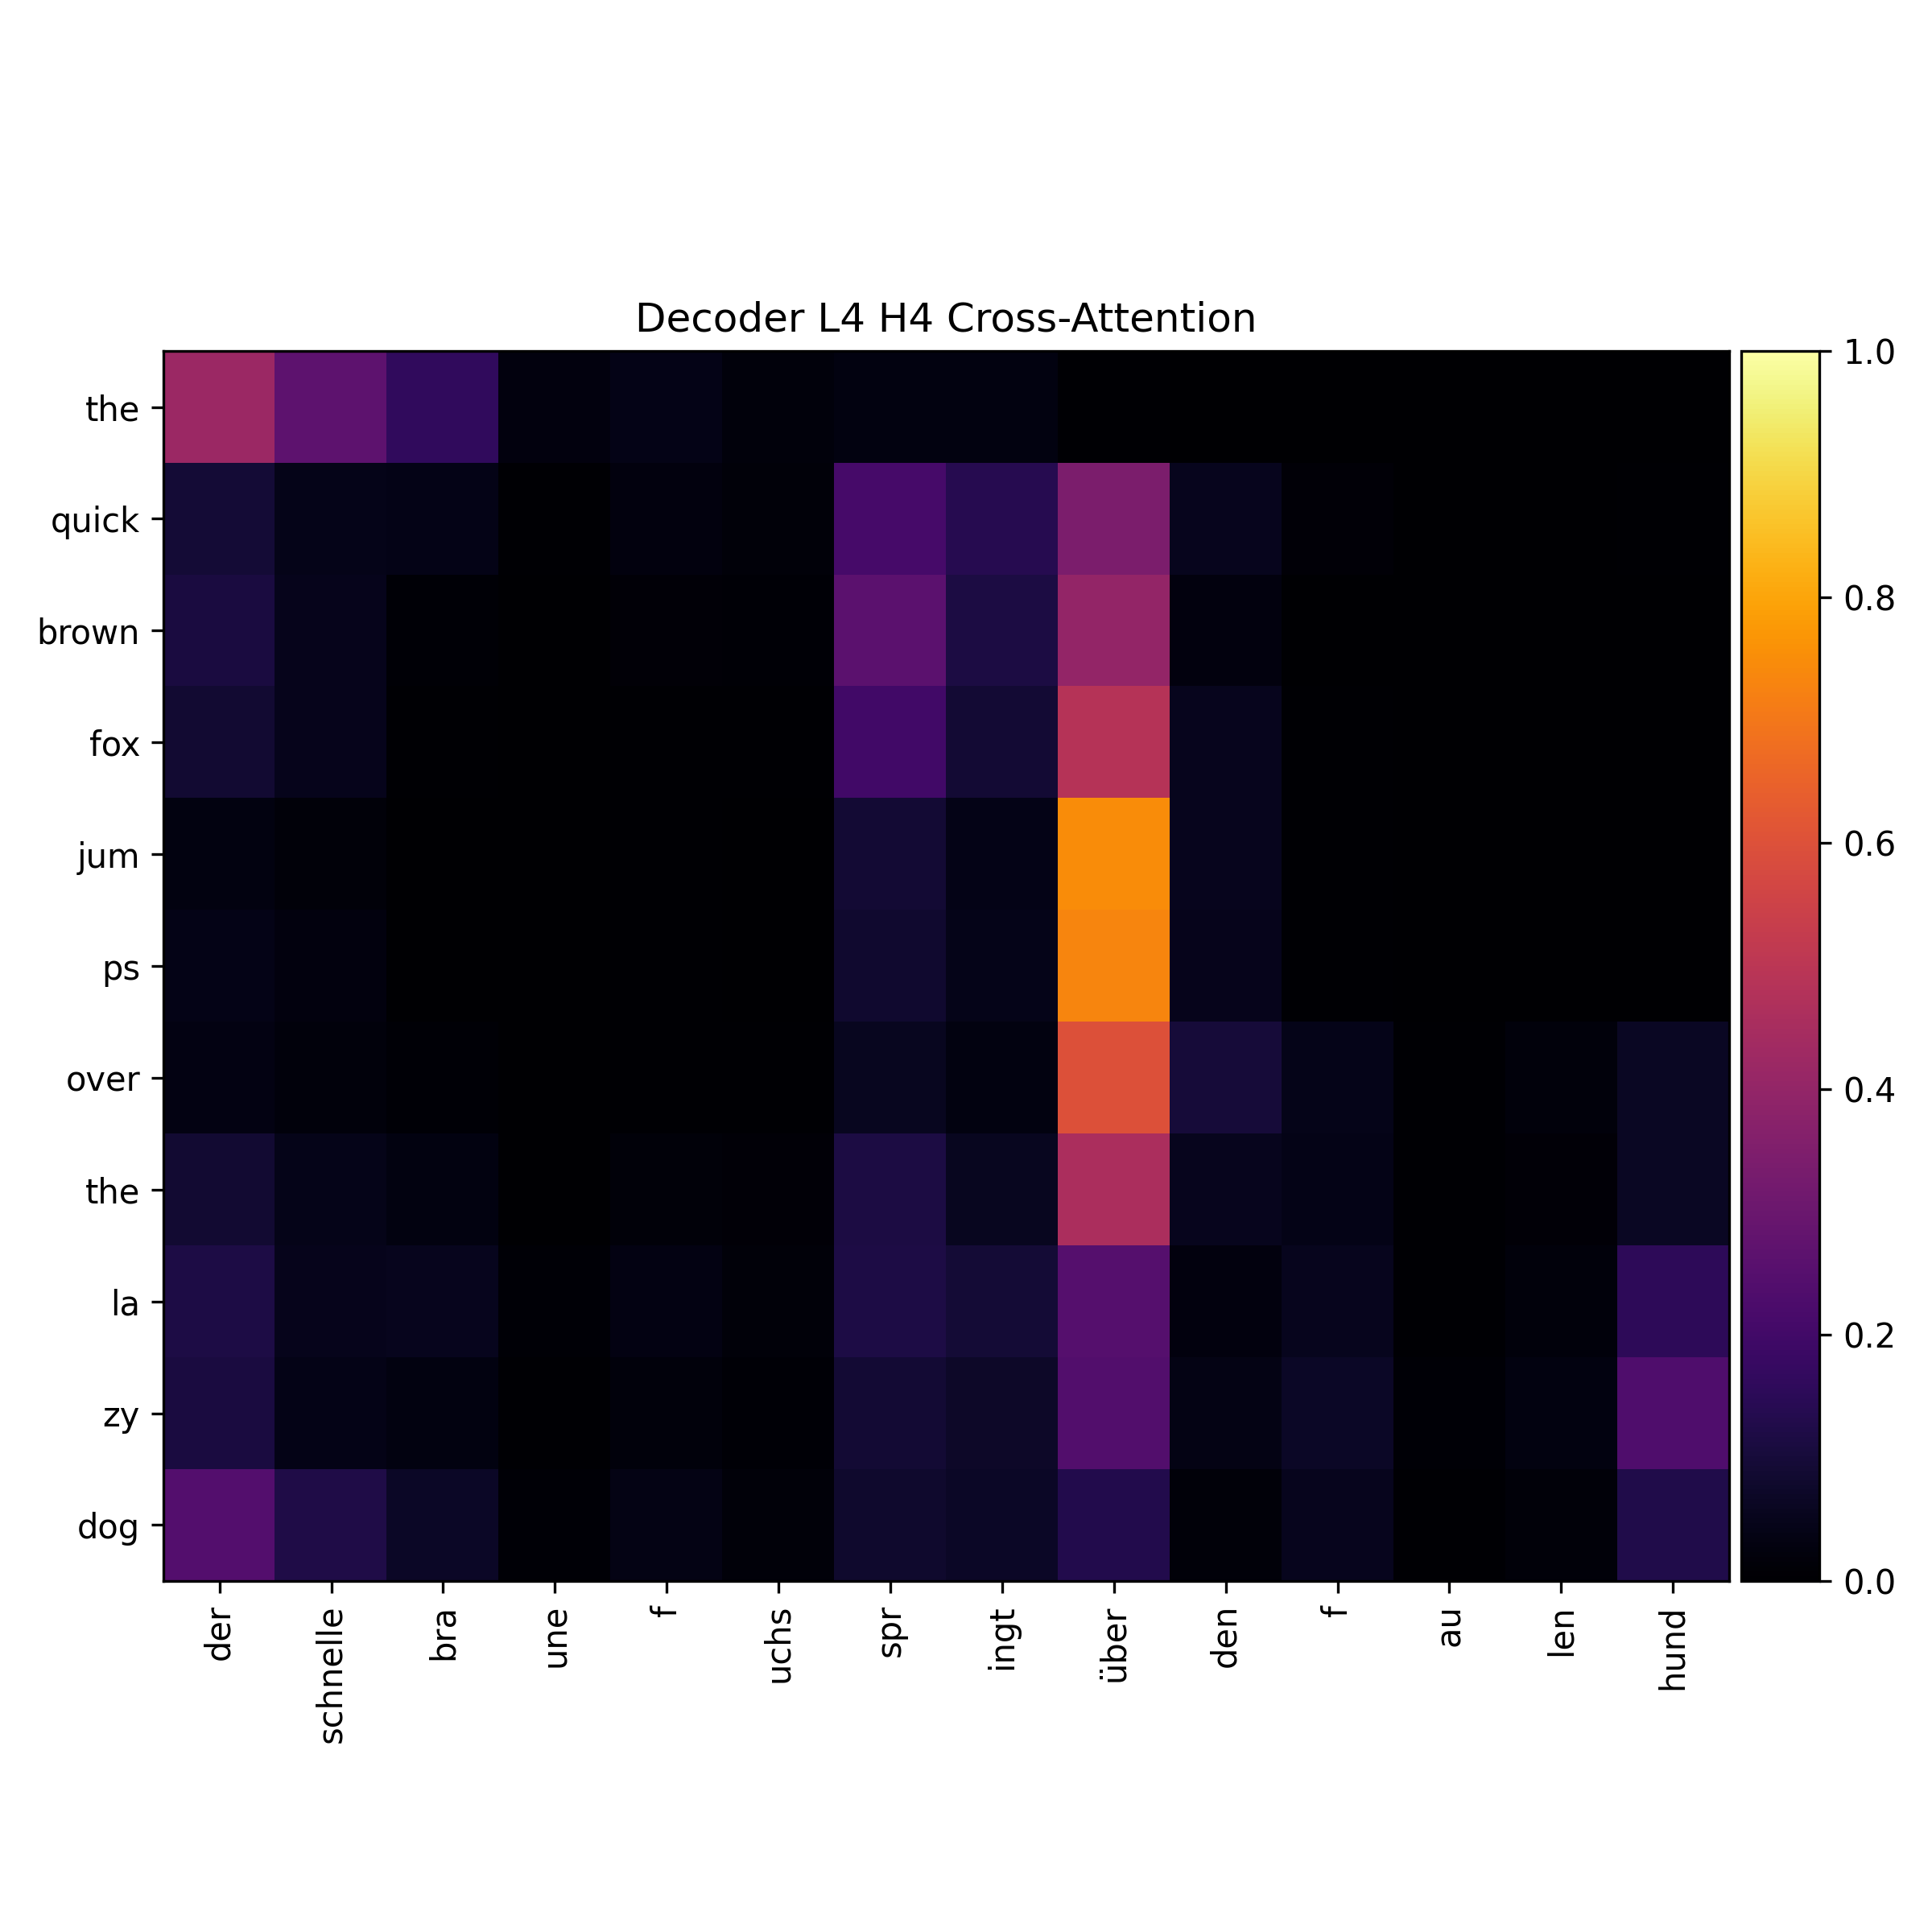 Decoder L4 H4 Cross-Attention
the
quick
brown
fox
jum
ps
over
the
la
zy
dog
der
schnelle
bra
une
f
uchs
spr
ingt
über
den
f
au
len
hund
1.0
0.8
0.6
0.4
0.2
0.0